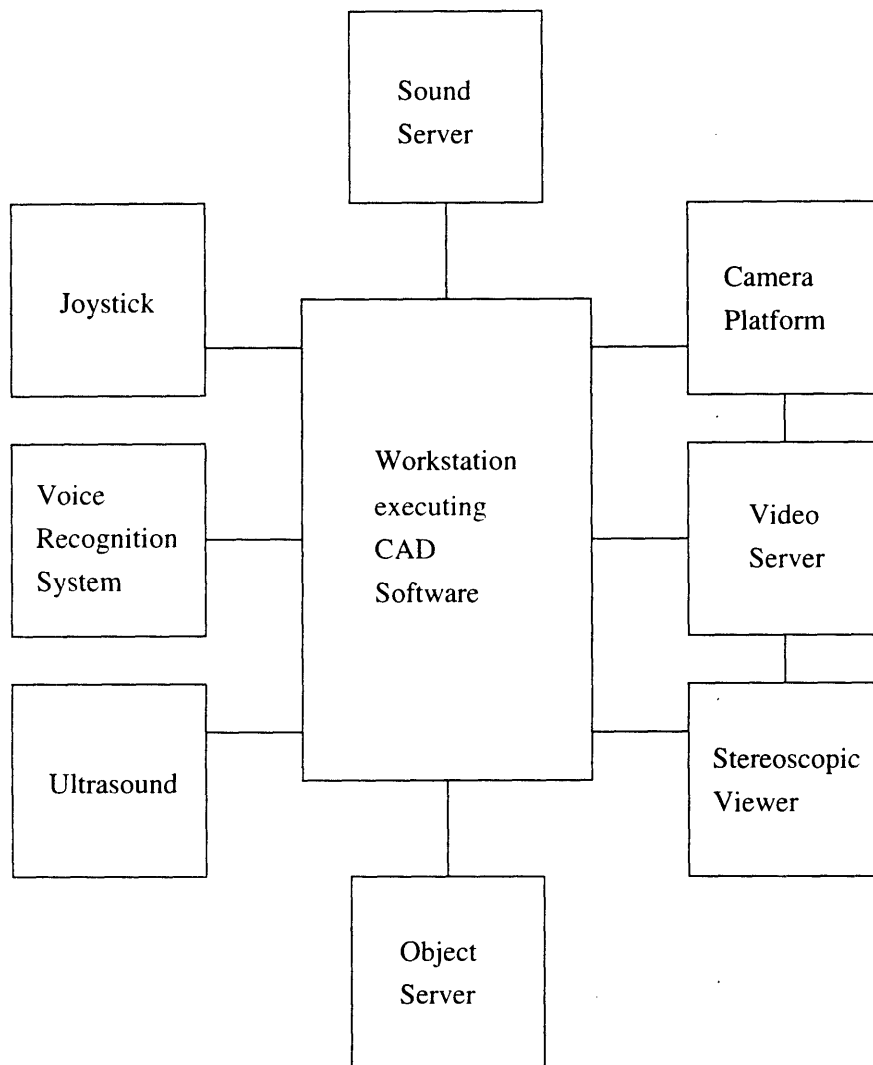 Sound
Server
Joystick
Camera
Platform
Voice
Recognition
System
Workstation
executing
CAD
Software
Video
Server
Ultrasound
Stereoscopic
Viewer
Object
Server